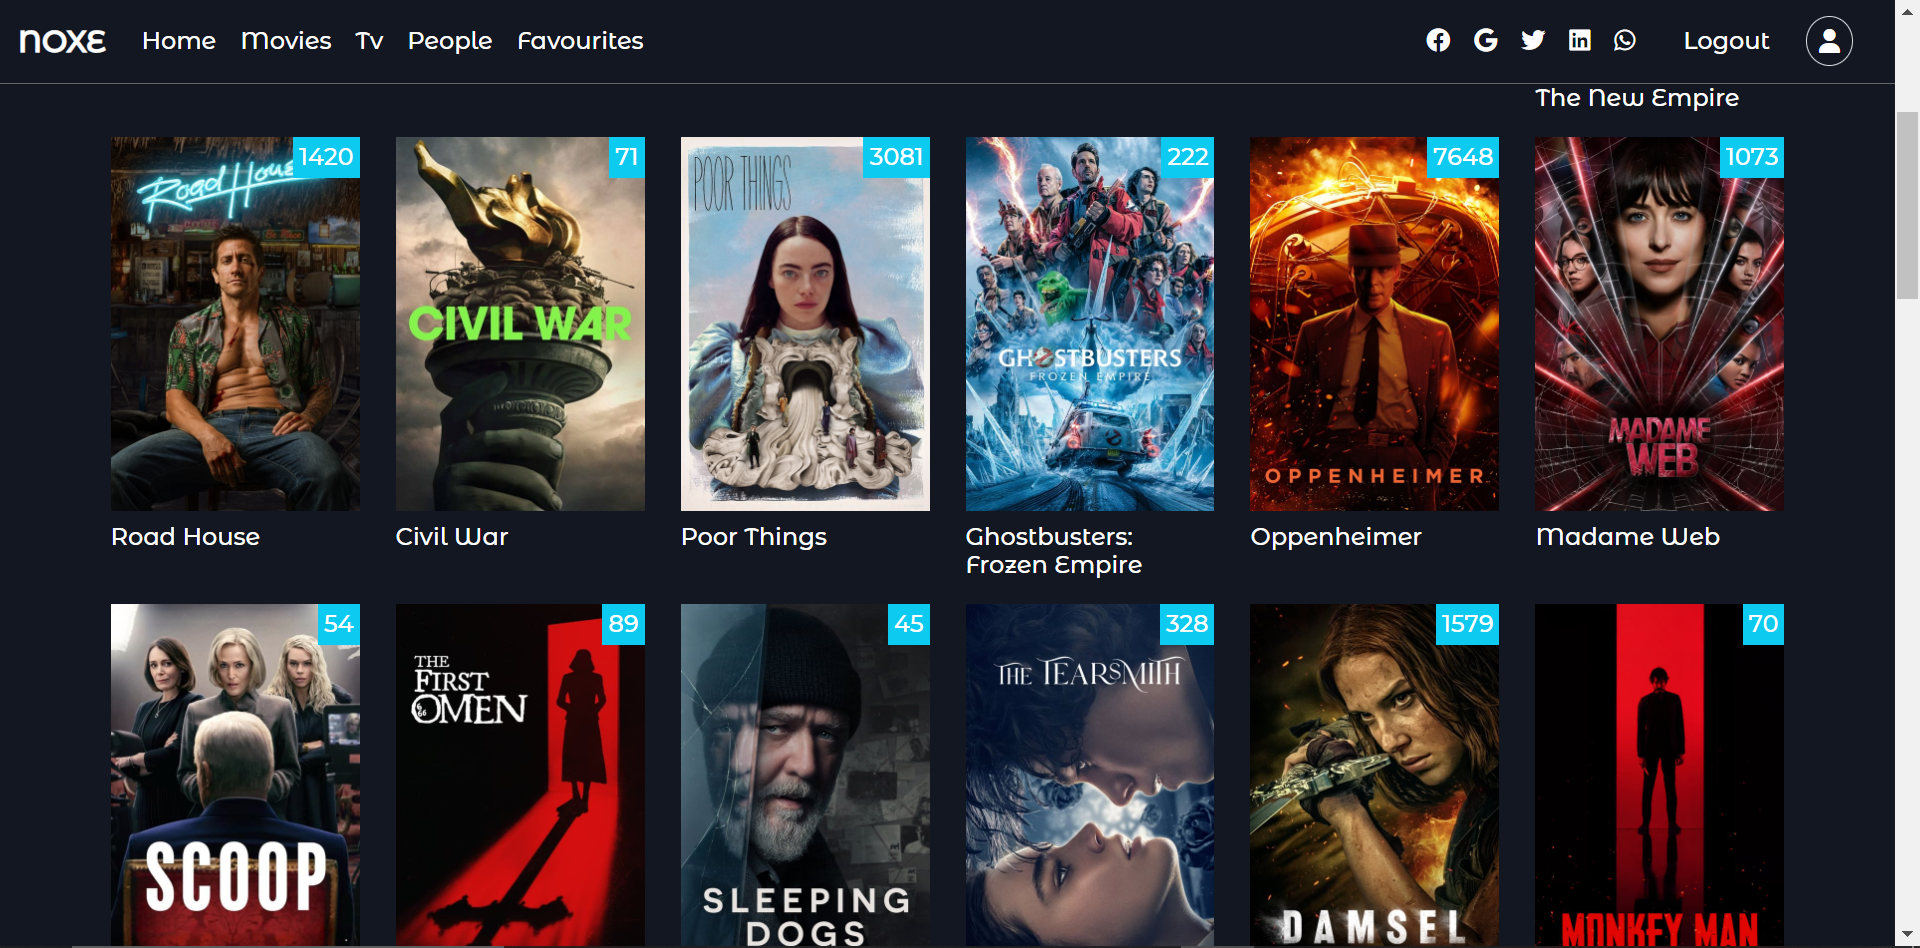 NOXE Home Movies Tv People Favourites Logout
The New Empire
1420
Road House
71
CIVIL WAR
3081
POOR THINGS
222
GHOSTBUSTERS
FROZEN EMPIRE
7648
OPPENHEIMER
1073
MADAME
WEB
Road House
Civil War
Poor Things
Ghostbusters:
Frozen Empire
Oppenheimer
Madame Web
54
SCOOP
89
THE
FIRST
OMEN
45
SLEEPING
DOGS
328
THE TEARSMITH
1579
DAMSEL
70
MONKEY MAN